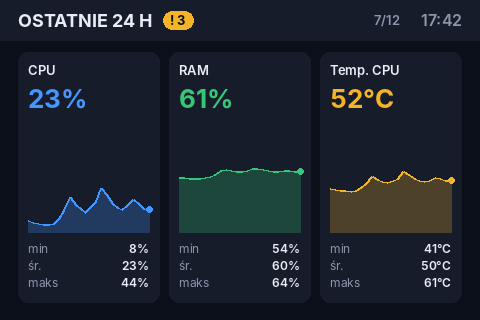 OSTATNIE 24 H ! 3 7/12 17:42
CPU
23%
min 8%
śr. 23%
maks 44%
RAM
61%
min 54%
śr. 60%
maks 64%
Temp. CPU
52°C
min 41°C
śr. 50°C
maks 61°C